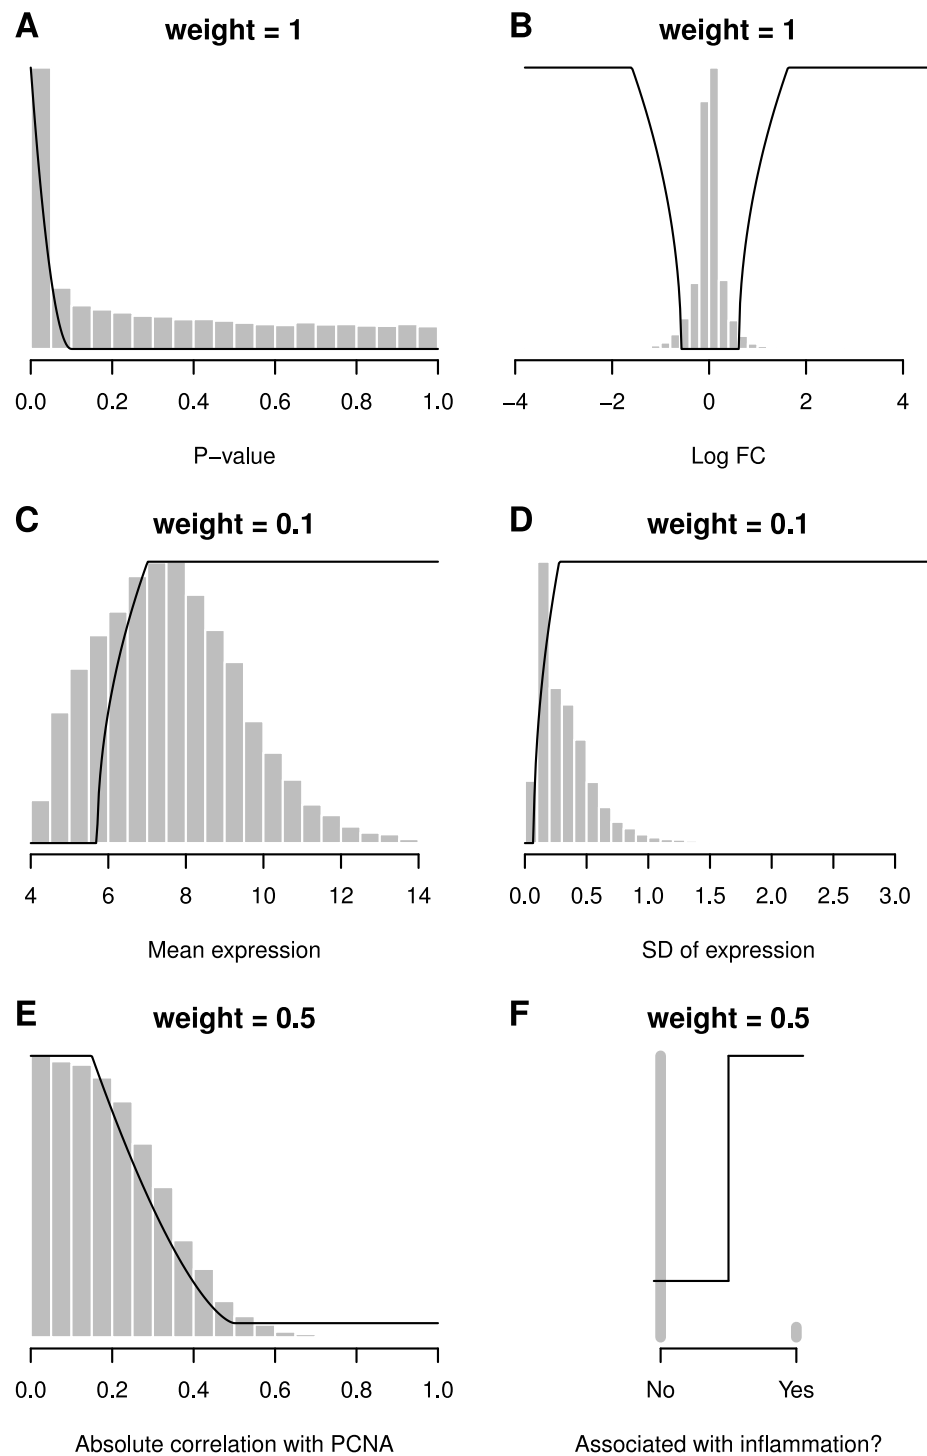 A
weight = 1
0.0 0.2 0.4 0.6 0.8 1.0
P−value
B
weight = 1
−4 −2 0 2 4
Log FC
C
weight = 0.1
4 6 8 10 12 14
Mean expression
D
weight = 0.1
0.0 0.5 1.0 1.5 2.0 2.5 3.0
SD of expression
E
weight = 0.5
0.0 0.2 0.4 0.6 0.8 1.0
Absolute correlation with PCNA
F
weight = 0.5
No Yes
Associated with inflammation?